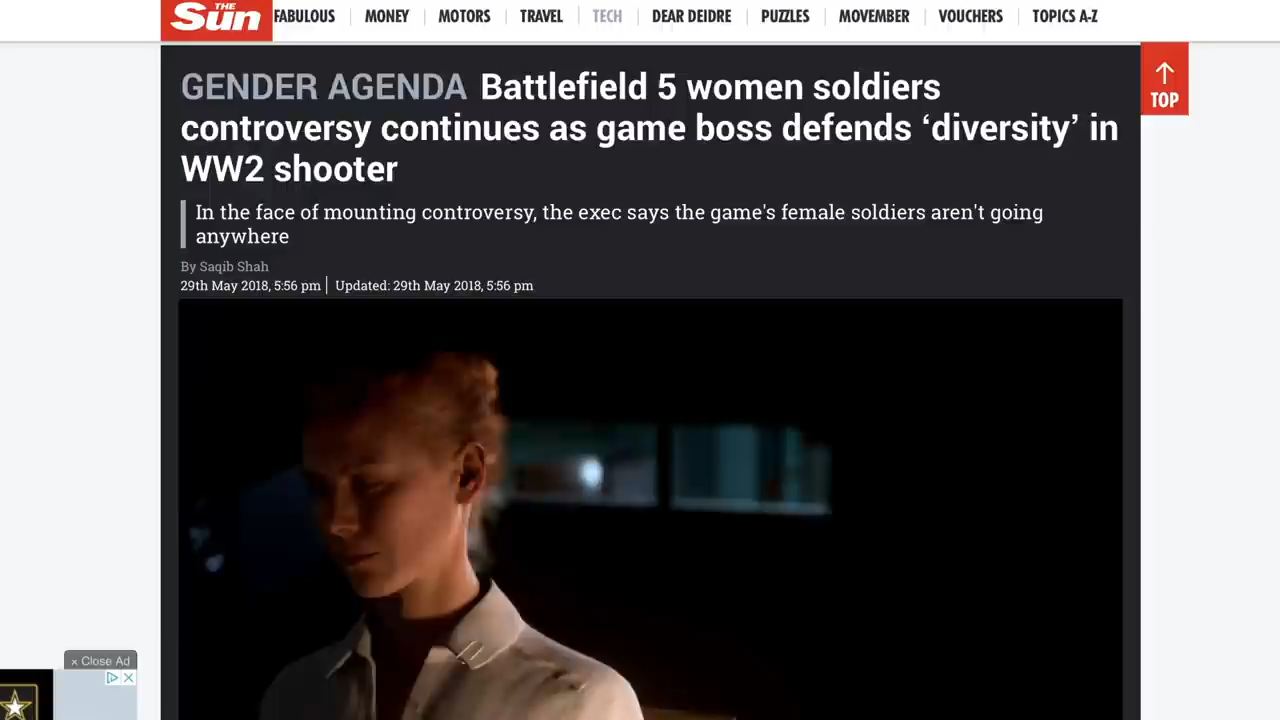 THE
Sun
FABULOUS MONEY MOTORS TRAVEL TECH DEAR DEIDRE PUZZLES MOVEMBER VOUCHERS TOPICS A-Z
TOP
GENDER AGENDA Battlefield 5 women soldiers
controversy continues as game boss defends ‘diversity’ in
WW2 shooter
In the face of mounting controversy, the exec says the game's female soldiers aren't going
anywhere
By Saqib Shah
29th May 2018, 5:56 pm | Updated: 29th May 2018, 5:56 pm
× Close Ad